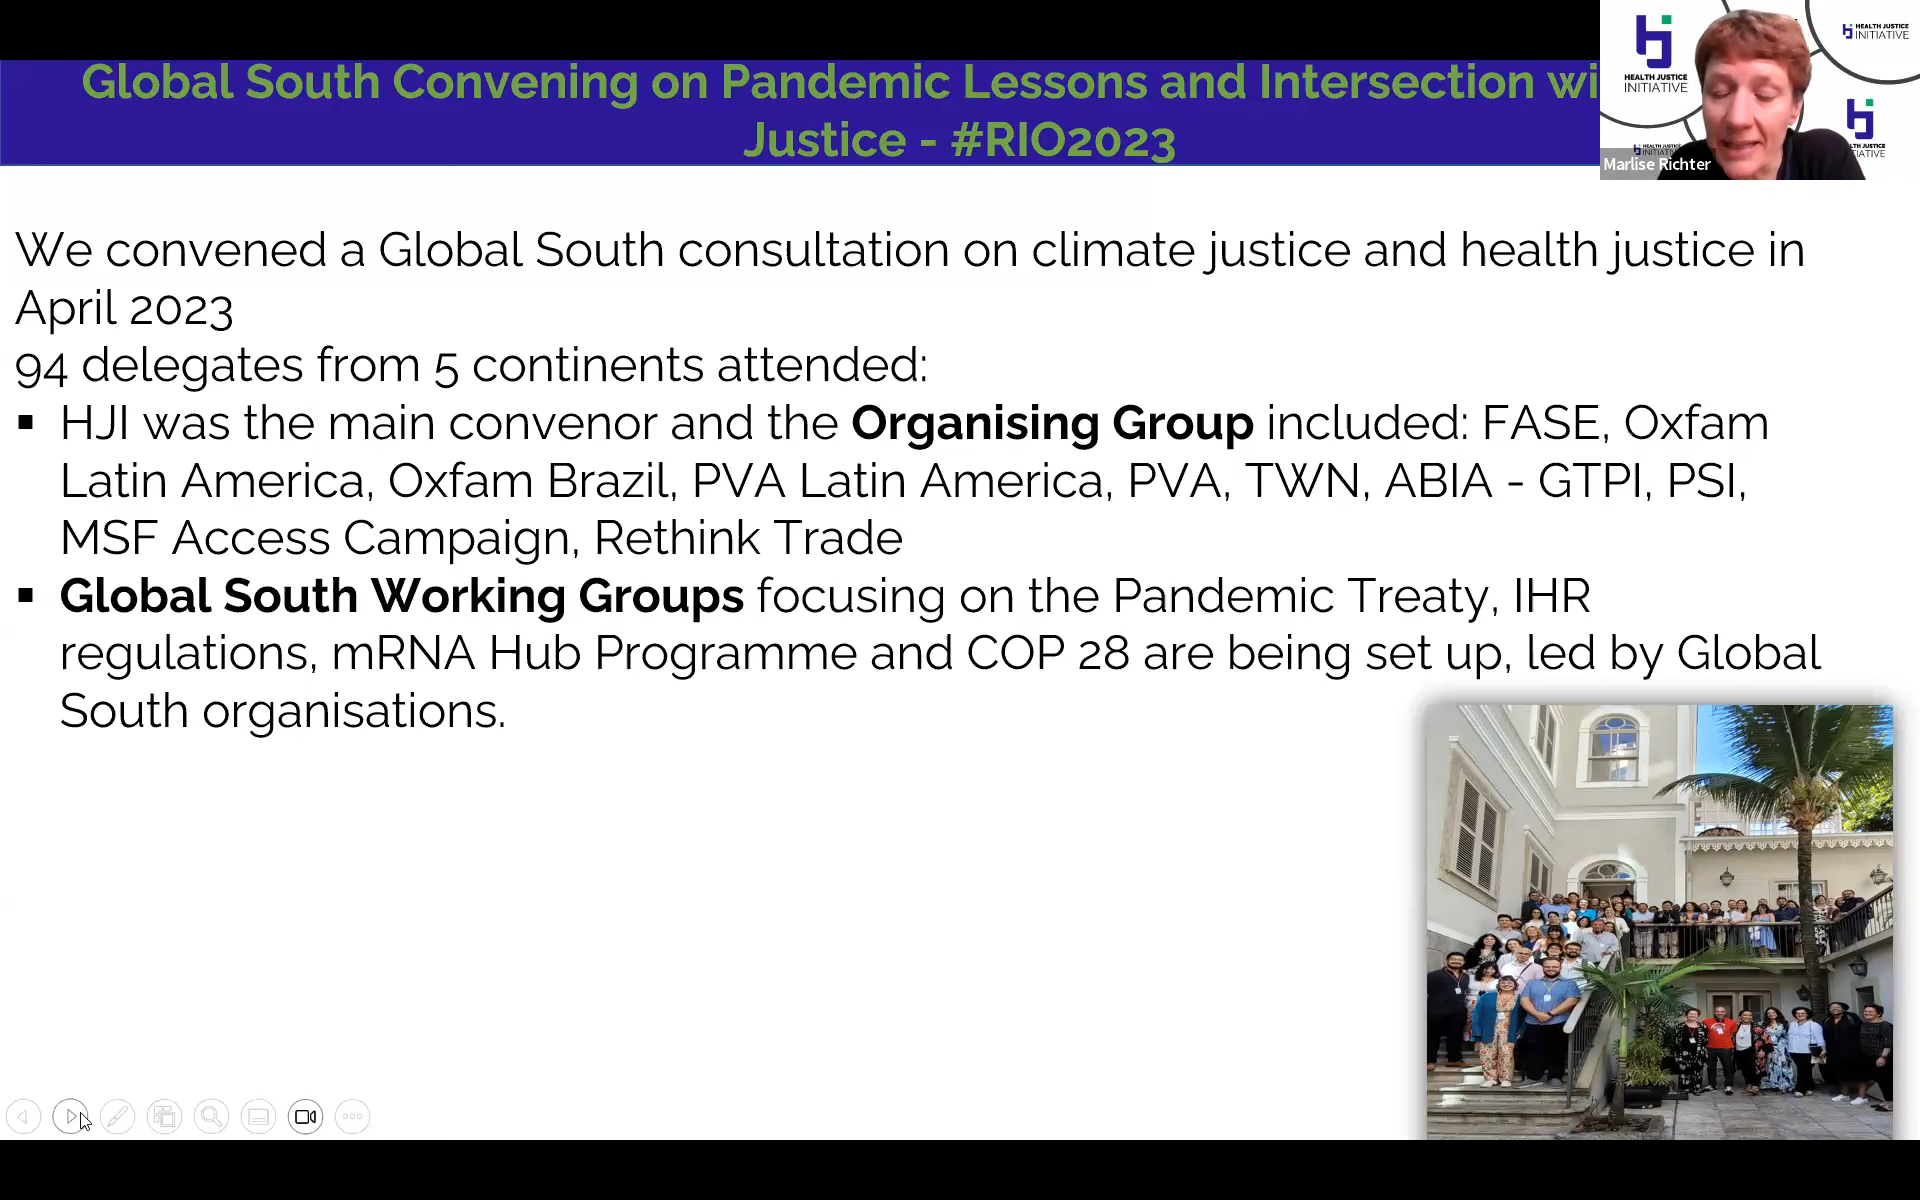 Global South Convening on Pandemic Lessons and Intersection wi
Justice - #RIO2023
HEALTH JUSTICE
INITIATIVE
HEALTH JUSTICE
INITIATIVE
Marlise Richter
We convened a Global South consultation on climate justice and health justice in
April 2023
94 delegates from 5 continents attended:
▪ HJI was the main convenor and the Organising Group included: FASE, Oxfam
Latin America, Oxfam Brazil, PVA Latin America, PVA, TWN, ABIA - GTPI, PSI,
MSF Access Campaign, Rethink Trade
▪ Global South Working Groups focusing on the Pandemic Treaty, IHR
regulations, mRNA Hub Programme and COP 28 are being set up, led by Global
South organisations.